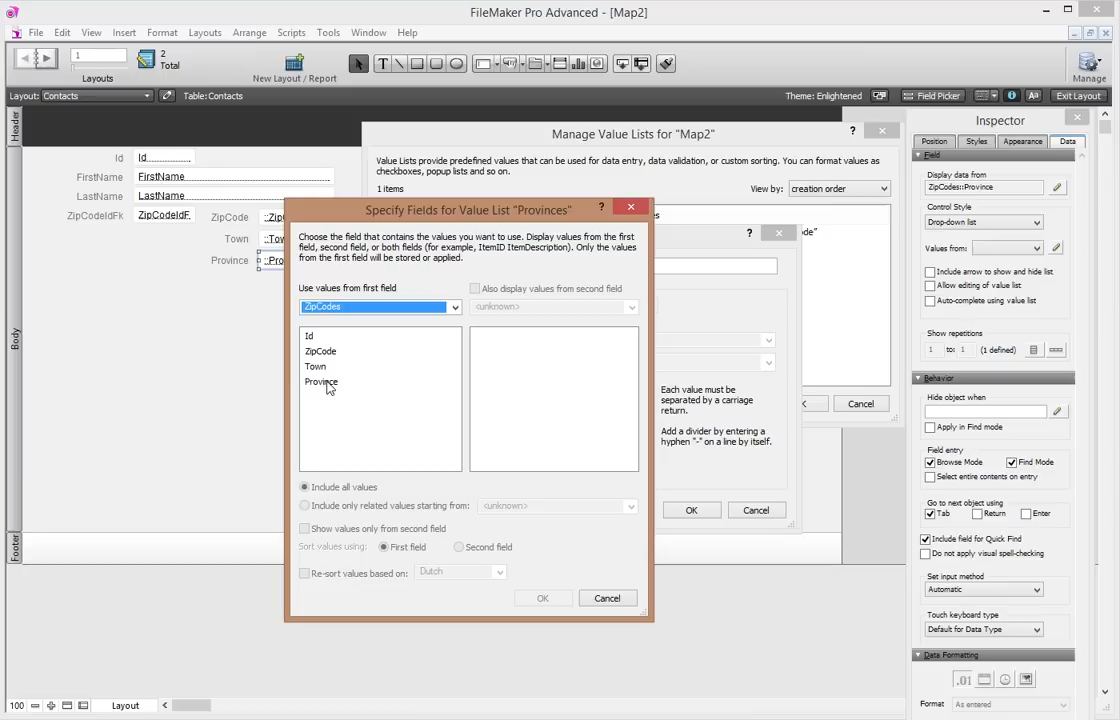 FileMaker Pro Advanced - [Map2]
File Edit View Insert Format Layouts Arrange Scripts Tools Window Help
1
2
Total
Layouts
New Layout / Report
Manage
Layout: Contacts
Table: Contacts
Theme: Enlightened
Field Picker
Aa
Exit Layout
Header
Body
Footer
Id
Id
FirstName
FirstName
LastName
LastName
ZipCodeIdFk
ZipCodeIdF
ZipCode
Town
Province
Manage Value Lists for "Map2"
?
Value Lists provide predefined values that can be used for data entry, data validation, or custom sorting. You can format values as
checkboxes, popup lists and so on.
1 items
View by: creation order
Cancel
?
Each value must be
separated by a carriage
return.
Add a divider by entering a
hyphen "-" on a line by itself.
OK
Cancel
Specify Fields for Value List "Provinces"
?
Choose the field that contains the values you want to use. Display values from the first
field, second field, or both fields (for example, ItemID ItemDescription). Only the values
from the first field will be stored or applied.
Use values from first field
Also display values from second field
ZipCodes
<unknown>
Id
ZipCode
Town
Province
Include all values
Include only related values starting from:
<unknown>
Show values only from second field
Sort values using:
First field
Second field
Re-sort values based on:
Dutch
OK
Cancel
Inspector
Position
Styles
Appearance
Data
Field
Display data from
ZipCodes::Province
Control Style
Drop-down list
Values from:
Include arrow to show and hide list
Allow editing of value list
Auto-complete using value list
Show repetitions
1 to: 1 (1 defined)
Behavior
Hide object when
Apply in Find mode
Field entry
Browse Mode
Find Mode
Select entire contents on entry
Go to next object using
Tab
Return
Enter
Include field for Quick Find
Do not apply visual spell-checking
Set input method
Automatic
Touch keyboard type
Default for Data Type
Data Formatting
.01
Format
As entered
100
Layout